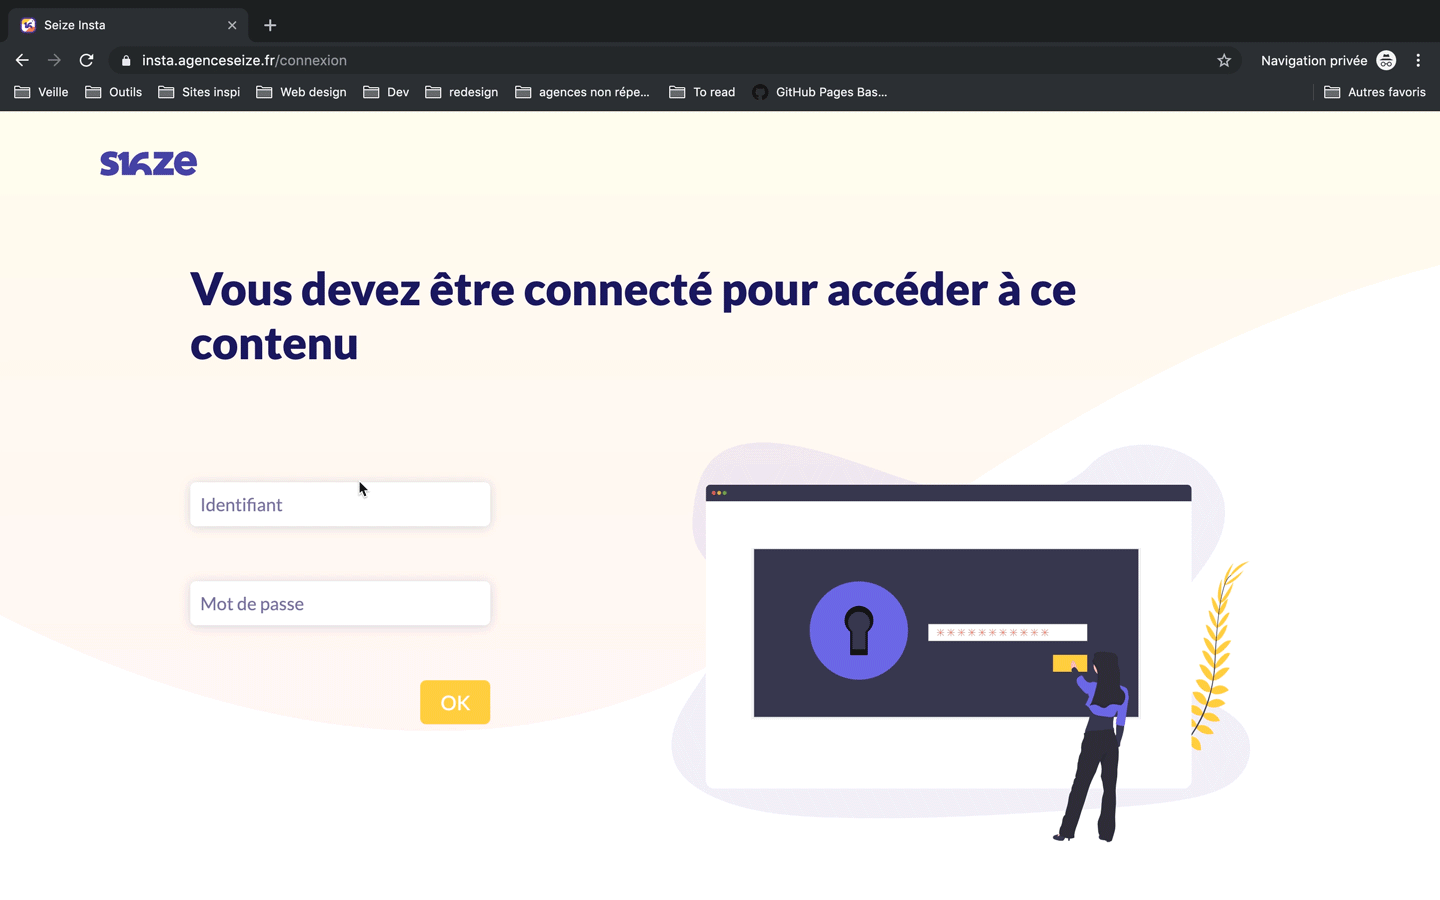 Seize Insta
insta.agenceseize.fr/connexion
Navigation privée
Veille
Outils
Sites inspi
Web design
Dev
redesign
agences non répe...
To read
GitHub Pages Bas...
Autres favoris
s16ze
Vous devez être connecté pour accéder à ce
contenu
Identifiant
Mot de passe
OK
***********